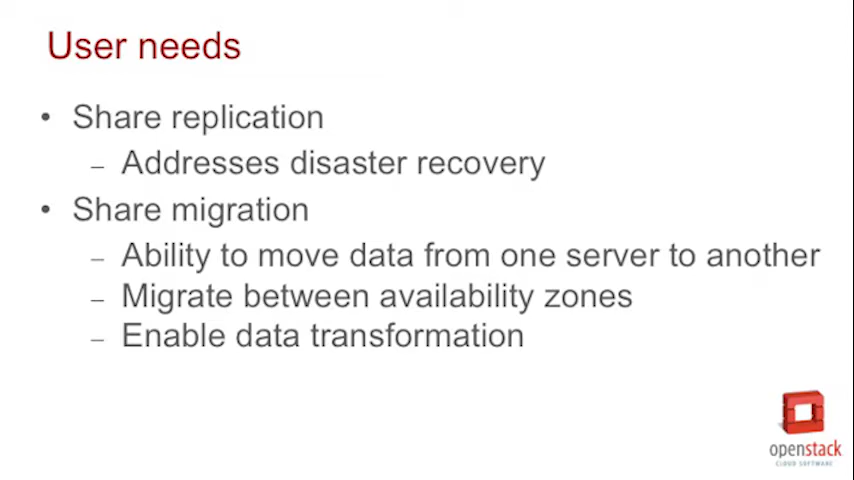 User needs
• Share replication
– Addresses disaster recovery
• Share migration
– Ability to move data from one server to another
– Migrate between availability zones
– Enable data transformation
openstack
CLOUD SOFTWARE